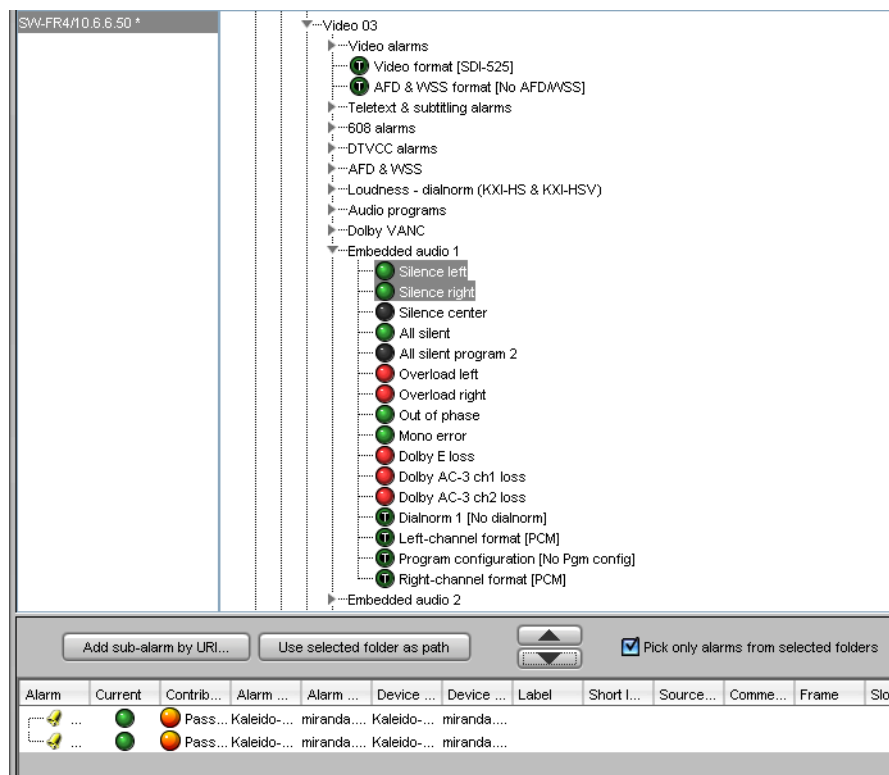 SW-FR4/10.6.6.50 *
Video 03
Video alarms
T Video format [SDI-525]
T AFD & WSS format [No AFD/WSS]
Teletext & subtitling alarms
608 alarms
DTVCC alarms
AFD & WSS
Loudness - dialnorm (KXI-HS & KXI-HSV)
Audio programs
Dolby VANC
Embedded audio 1
Silence left
Silence right
Silence center
All silent
All silent program 2
Overload left
Overload right
Out of phase
Mono error
Dolby E loss
Dolby AC-3 ch1 loss
Dolby AC-3 ch2 loss
T Dialnorm 1 [No dialnorm]
T Left-channel format [PCM]
T Program configuration [No Pgm config]
T Right-channel format [PCM]
Embedded audio 2
Add sub-alarm by URI... Use selected folder as path Pick only alarms from selected folders
Alarm Current Contrib... Alarm ... Alarm ... Device ... Device ... Label Short l... Source... Comme... Frame Slo
... Pass... Kaleido-... miranda.... Kaleido-... miranda....
... Pass... Kaleido-... miranda.... Kaleido-... miranda....